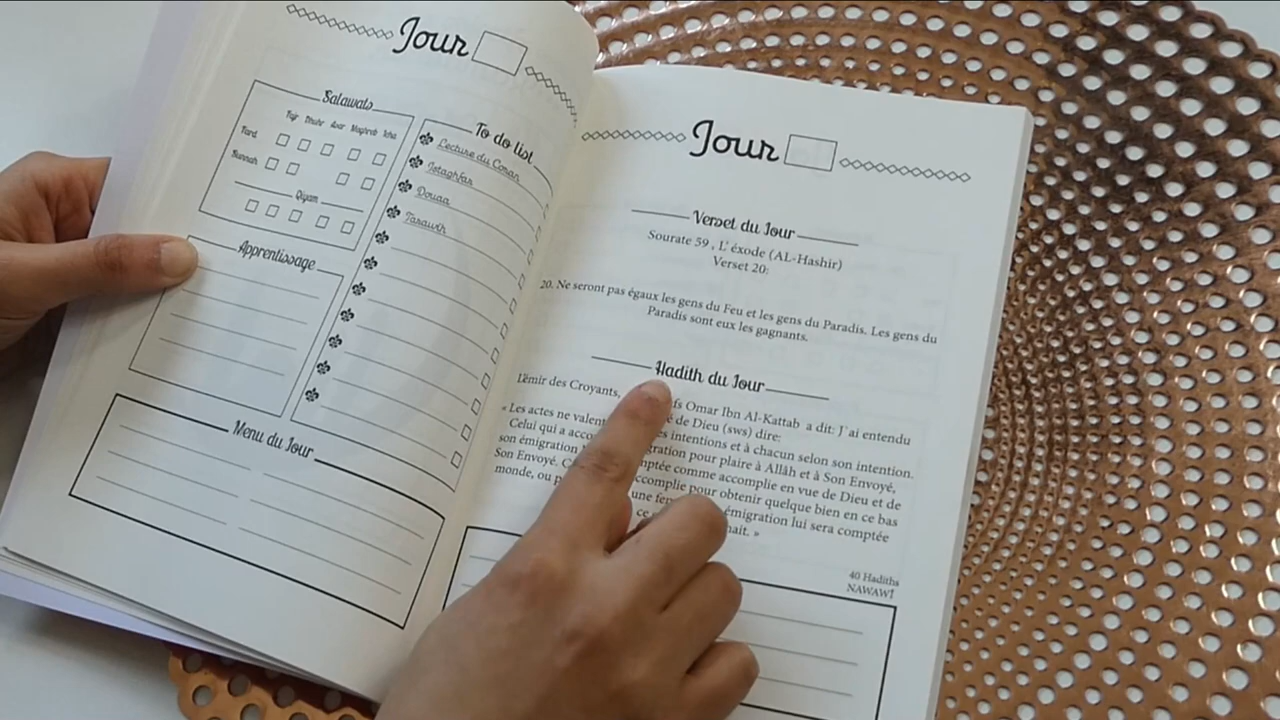 Jour
Salawats
Fajr Dhuhr Assr Maghreb Icha
Fard
Sunnah
Qiyam
To do list
Lecture du Coran
Istaghfar
Douaa
Tarawih
Apprentissage
Menu du Jour
Jour
Verset du Jour
Sourate 59 , L' éxode (AL-Hashir)
Verset 20:
20. Ne seront pas égaux les gens du Feu et les gens du Paradis. Les gens du
Paradis sont eux les gagnants.
Hadith du Jour
L'émir des Croyants, Omar Ibn Al-Kattab a dit: J'ai entendu
de Dieu (sws) dire:
« Les actes ne valent intentions et à chacun selon son intention.
Celui qui a pour plaire à Allâh et à Son Envoyé,
son émigration comme accomplie en vue de Dieu et de
Son Envoyé. accomplie pour obtenir quelque bien en ce bas
monde, ou une émigration lui sera comptée
ce »
40 Hadiths
NAWAWI